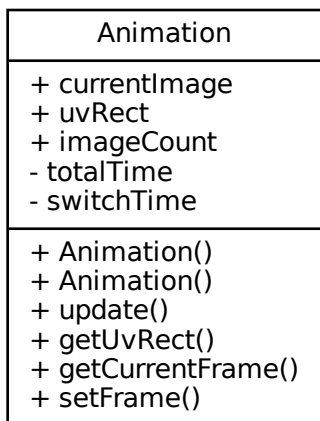 Animation
+ currentImage
+ uvRect
+ imageCount
- totalTime
- switchTime
+ Animation()
+ Animation()
+ update()
+ getUvRect()
+ getCurrentFrame()
+ setFrame()